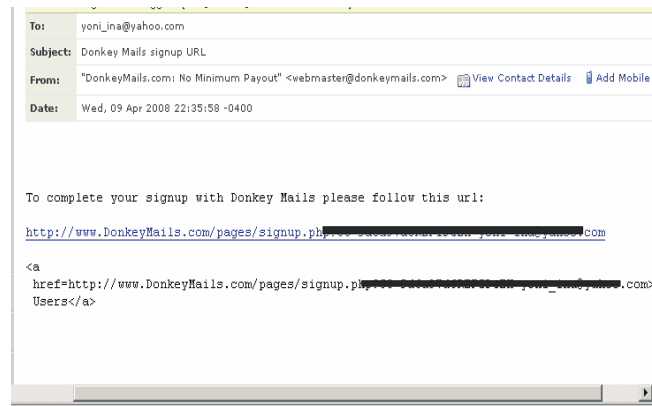 To: yoni_ina@yahoo.com
Subject: Donkey Mails signup URL
From: "DonkeyMails.com: No Minimum Payout" <webmaster@donkeymails.com> View Contact Details Add Mobile
Date: Wed, 09 Apr 2008 22:35:58 -0400
To complete your signup with Donkey Mails please follow this url:
http://www.DonkeyMails.com/pages/signup.php com
<a
href=http://www.DonkeyMails.com/pages/signup.ph .com>
Users</a>